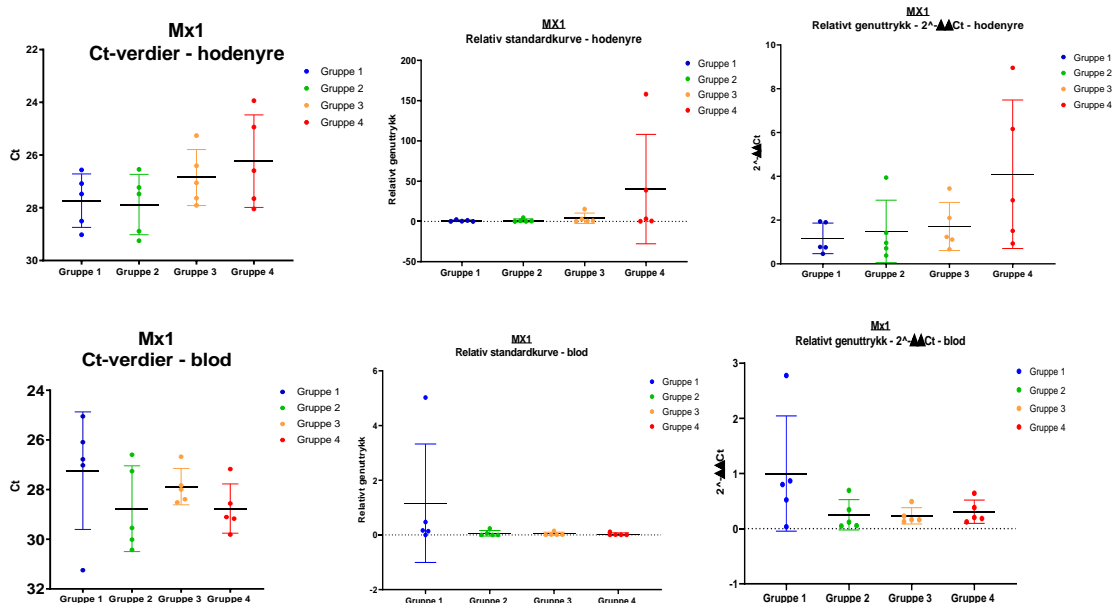 Mx1
Ct-verdier - hodenyre
22
24
26
28
30
Ct
Gruppe 1
Gruppe 2
Gruppe 3
Gruppe 4
Gruppe 1
Gruppe 2
Gruppe 3
Gruppe 4
MX1
Relativ standardkurve - hodenyre
200
150
100
50
0
-50
Relativt genuttrykk
Gruppe 1
Gruppe 2
Gruppe 3
Gruppe 4
Gruppe 1
Gruppe 2
Gruppe 3
Gruppe 4
MX1
Relativt genuttrykk - 2^-▲▲Ct - hodenyre
10
8
6
4
2
0
2^-▲▲Ct
Gruppe 1
Gruppe 2
Gruppe 3
Gruppe 4
Gruppe 1
Gruppe 2
Gruppe 3
Gruppe 4
Mx1
Ct-verdier - blod
24
26
28
30
32
Ct
Gruppe 1
Gruppe 2
Gruppe 3
Gruppe 4
Gruppe 1
Gruppe 2
Gruppe 3
Gruppe 4
MX1
Relativ standardkurve - blod
6
4
2
0
-2
Relativt genuttrykk
Gruppe 1
Gruppe 2
Gruppe 3
Gruppe 4
Gruppe 1
Gruppe 2
Gruppe 3
Gruppe 4
Mx1
Relativt genuttrykk - 2^-▲▲Ct - blod
3
2
1
0
-1
2^-▲▲Ct
Gruppe 1
Gruppe 2
Gruppe 3
Gruppe 4
Gruppe 1
Gruppe 2
Gruppe 3
Gruppe 4